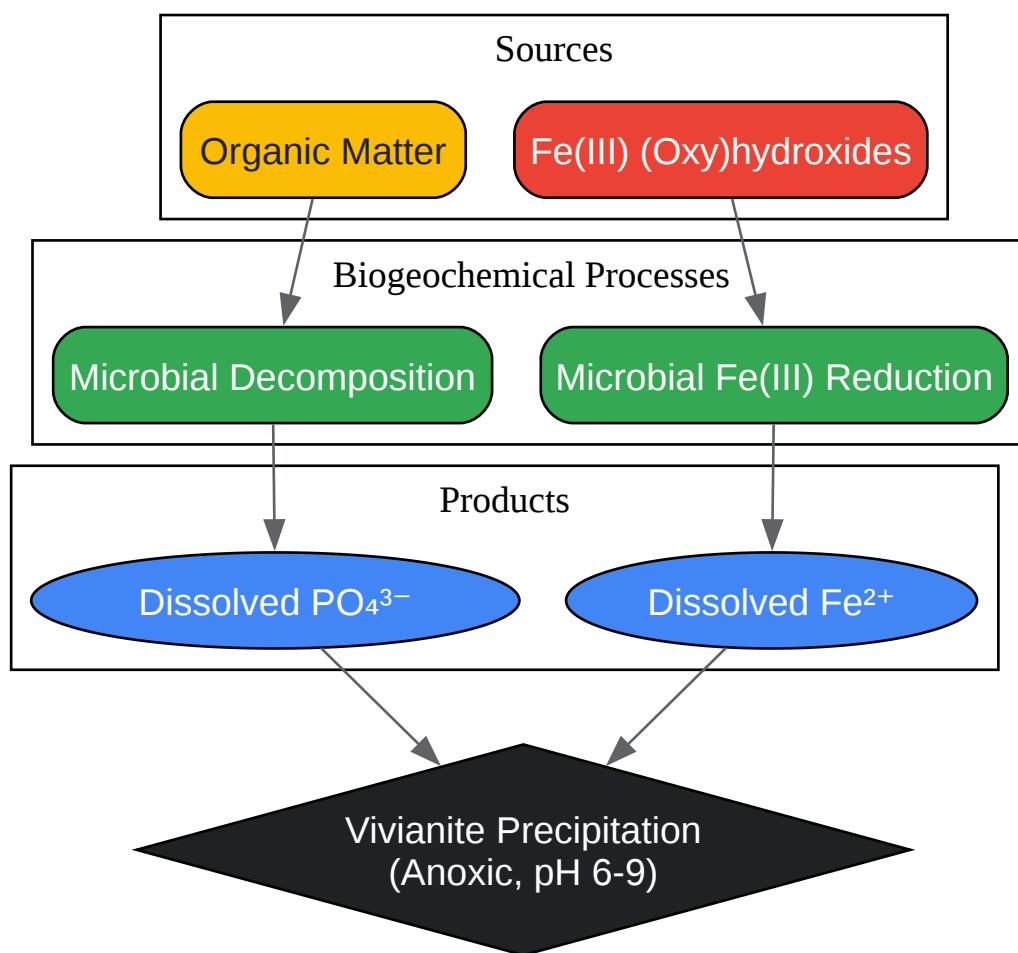 Sources
Organic Matter
Fe(III) (Oxy)hydroxides
Biogeochemical Processes
Microbial Decomposition
Microbial Fe(III) Reduction
Products
Dissolved PO₄³⁻
Dissolved Fe²⁺
Vivianite Precipitation
(Anoxic, pH 6-9)